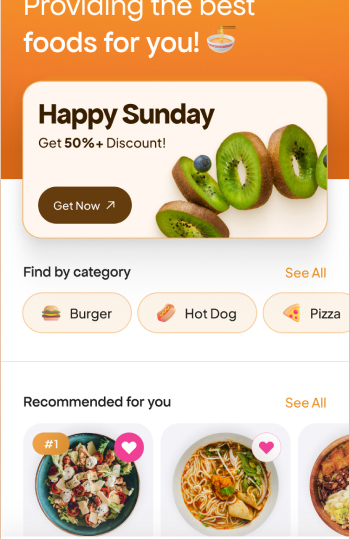 Providing the best
foods for you!
Happy Sunday
Get 50%+ Discount!
Get Now
Find by category
See All
Burger
Hot Dog
Pizza
Recommended for you
See All
#1